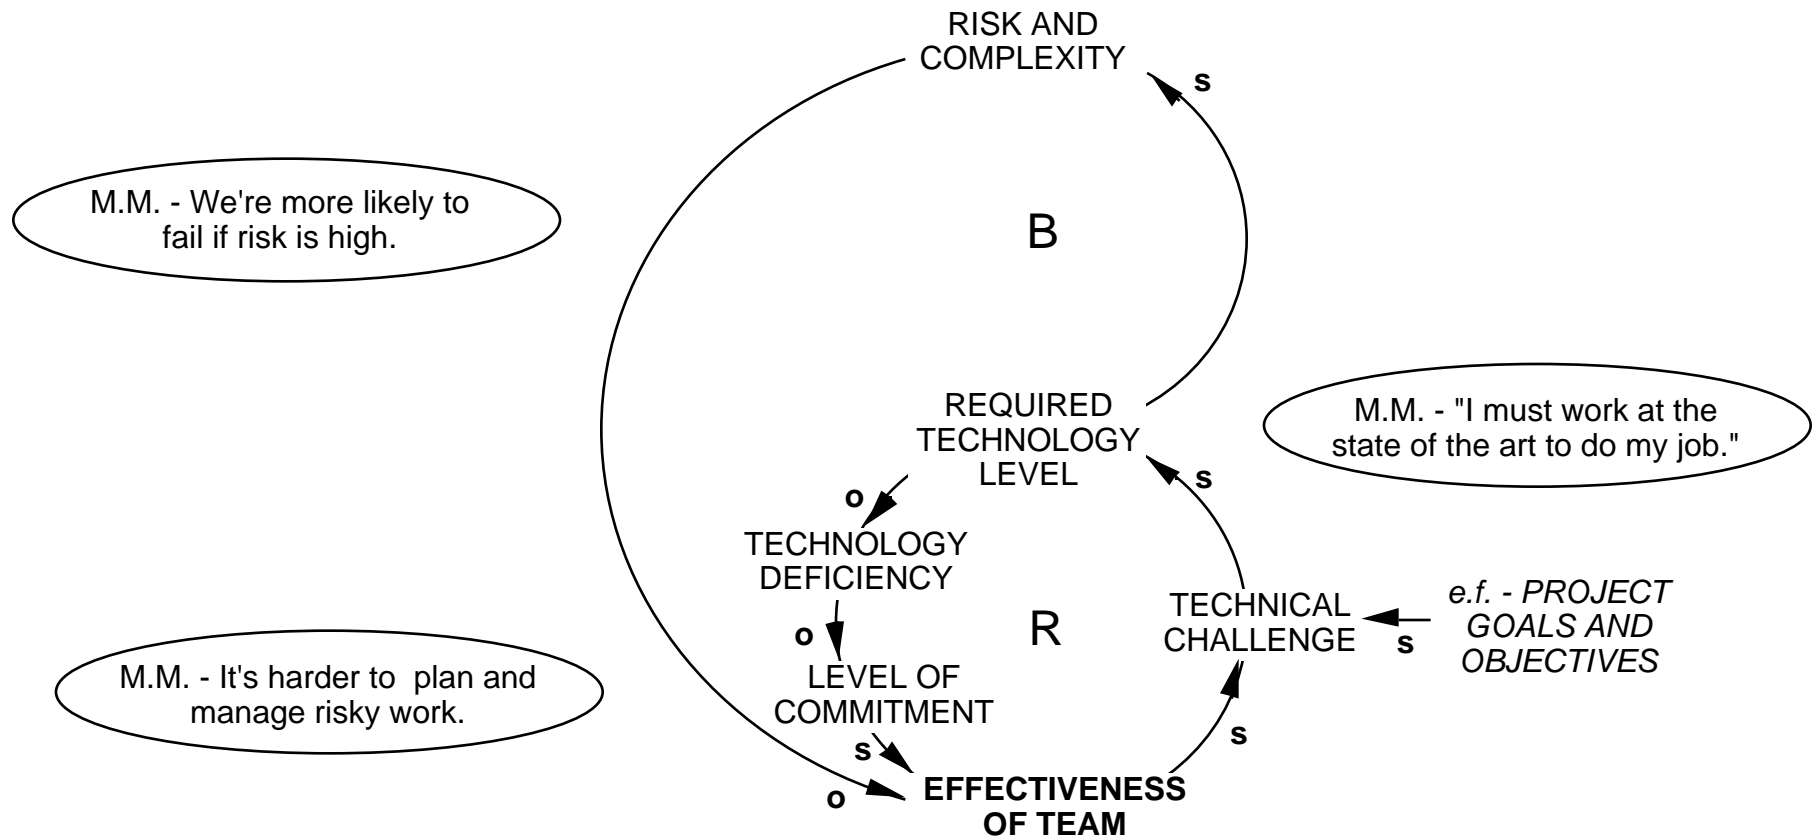 RISK AND
COMPLEXITY
s
M.M. - We're more likely to
fail if risk is high.
B
REQUIRED
TECHNOLOGY
LEVEL
M.M. - "I must work at the
state of the art to do my job."
s
o
TECHNOLOGY
DEFICIENCY
o
R
TECHNICAL
CHALLENGE
s
e.f. - PROJECT
GOALS AND
OBJECTIVES
M.M. - It's harder to plan and
manage risky work.
LEVEL OF
COMMITMENT
s
s
o
EFFECTIVENESS
OF TEAM